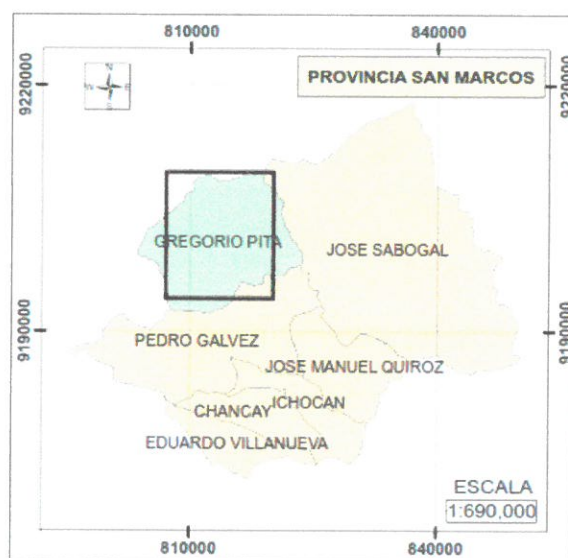 810000 840000
PROVINCIA SAN MARCOS
9220000 9220000
GREGORIO PITA
JOSE SABOGAL
9190000 9190000
PEDRO GALVEZ
JOSE MANUEL QUIROZ
CHANCAY
ICHOCAN
EDUARDO VILLANUEVA
ESCALA
1:690,000
810000 840000